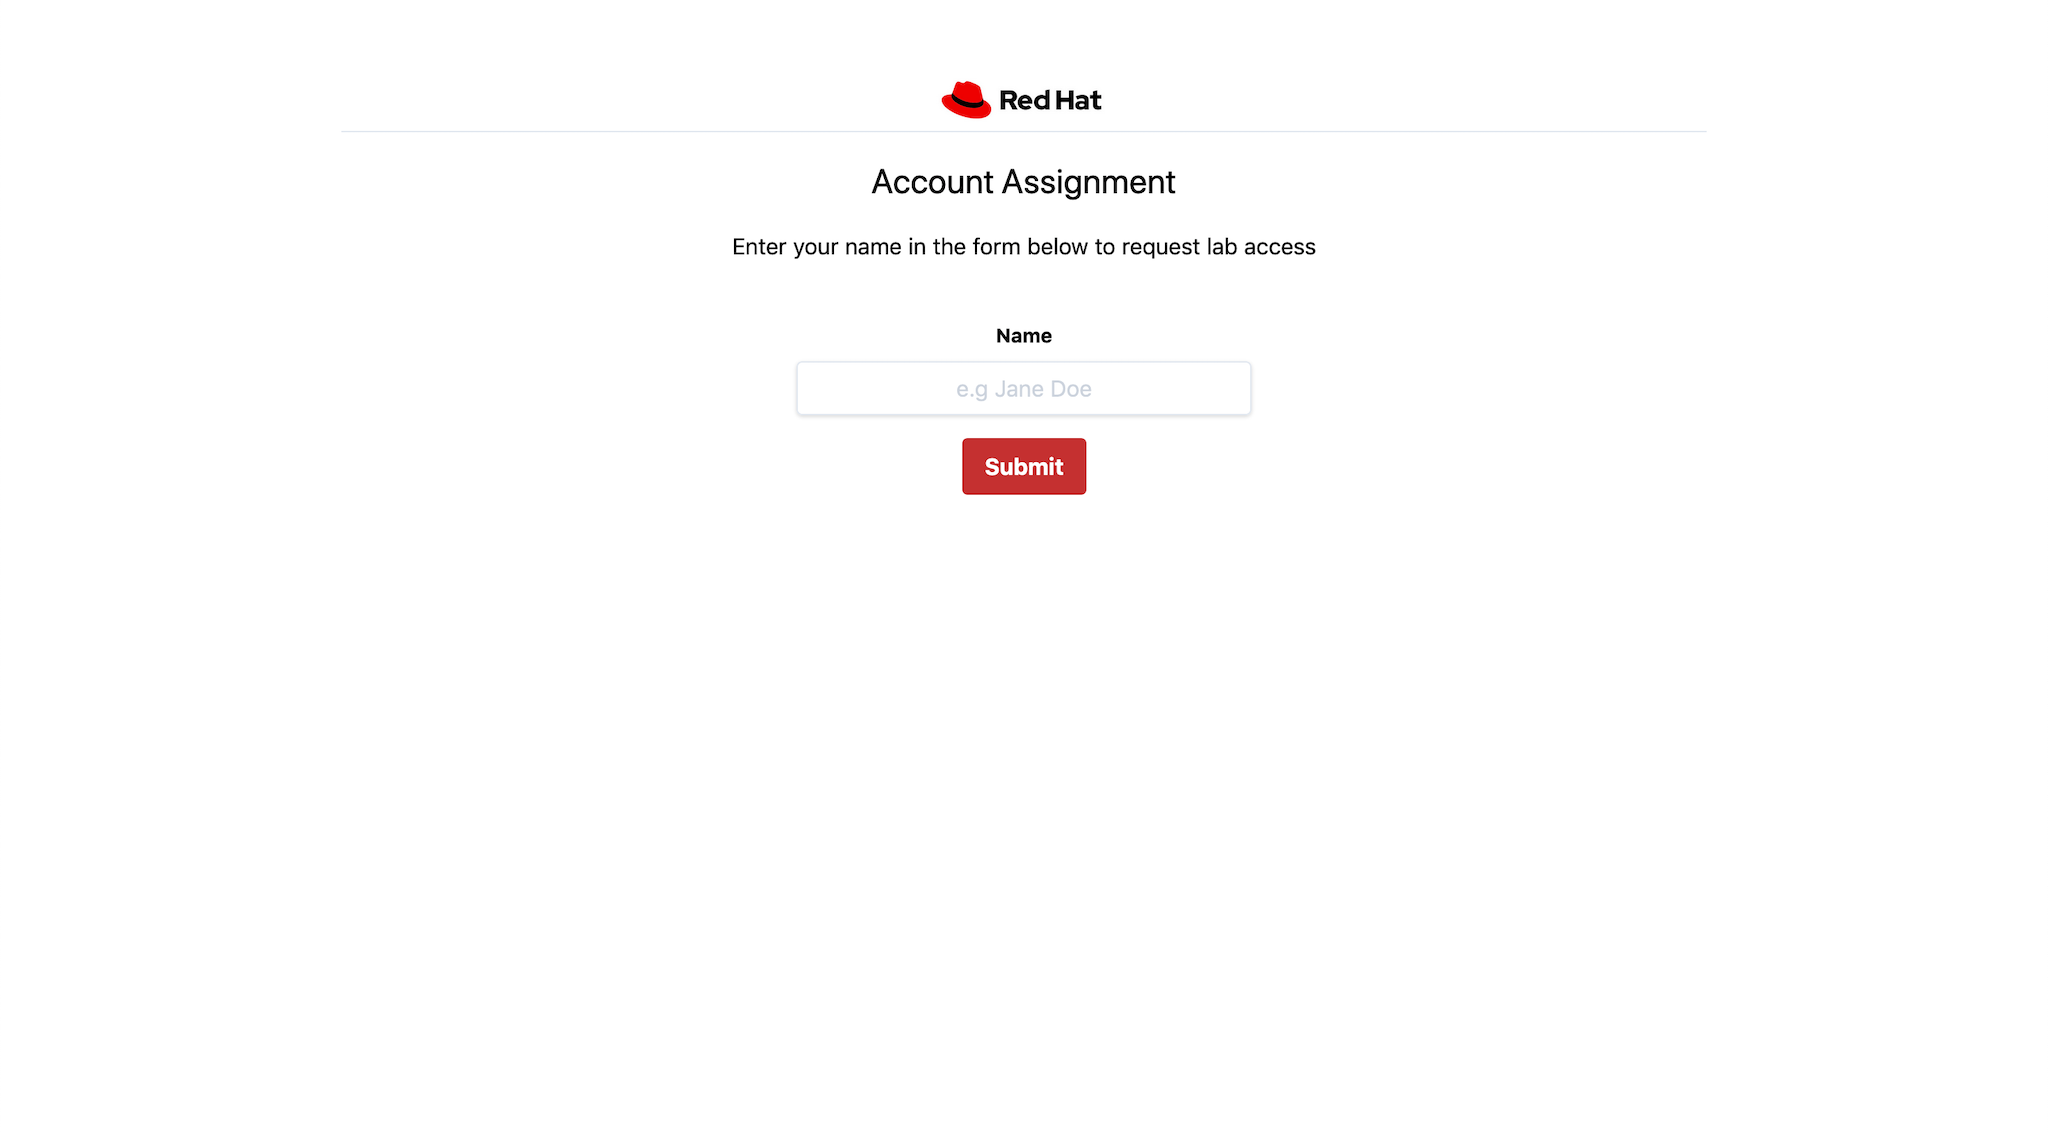 Red Hat
Account Assignment
Enter your name in the form below to request lab access
Name
e.g Jane Doe
Submit